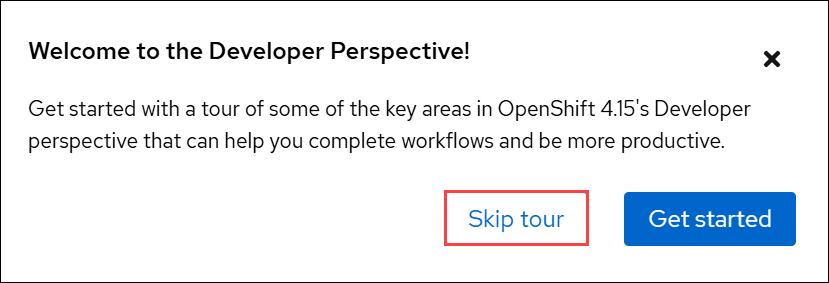 Welcome to the Developer Perspective!
Get started with a tour of some of the key areas in OpenShift 4.15's Developer
perspective that can help you complete workflows and be more productive.
Skip tour
Get started